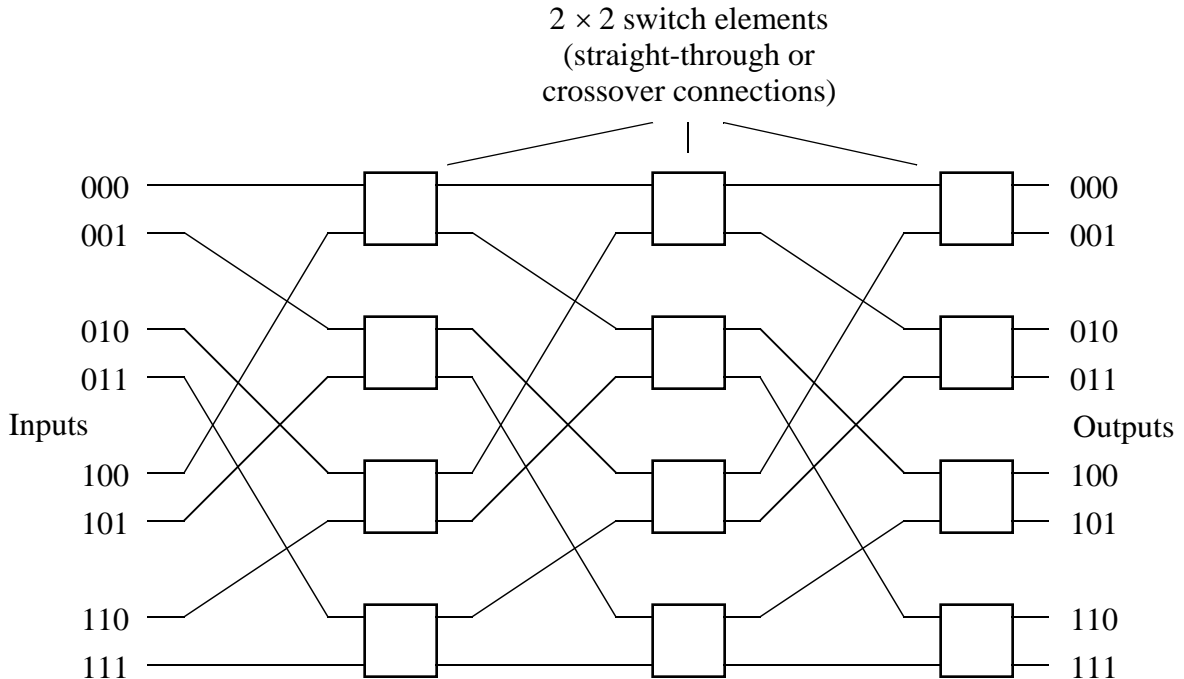 2 × 2 switch elements
(straight-through or
crossover connections)
000 000
001 001
010 010
011 011
Inputs Outputs
100 100
101 101
110 110
111 111